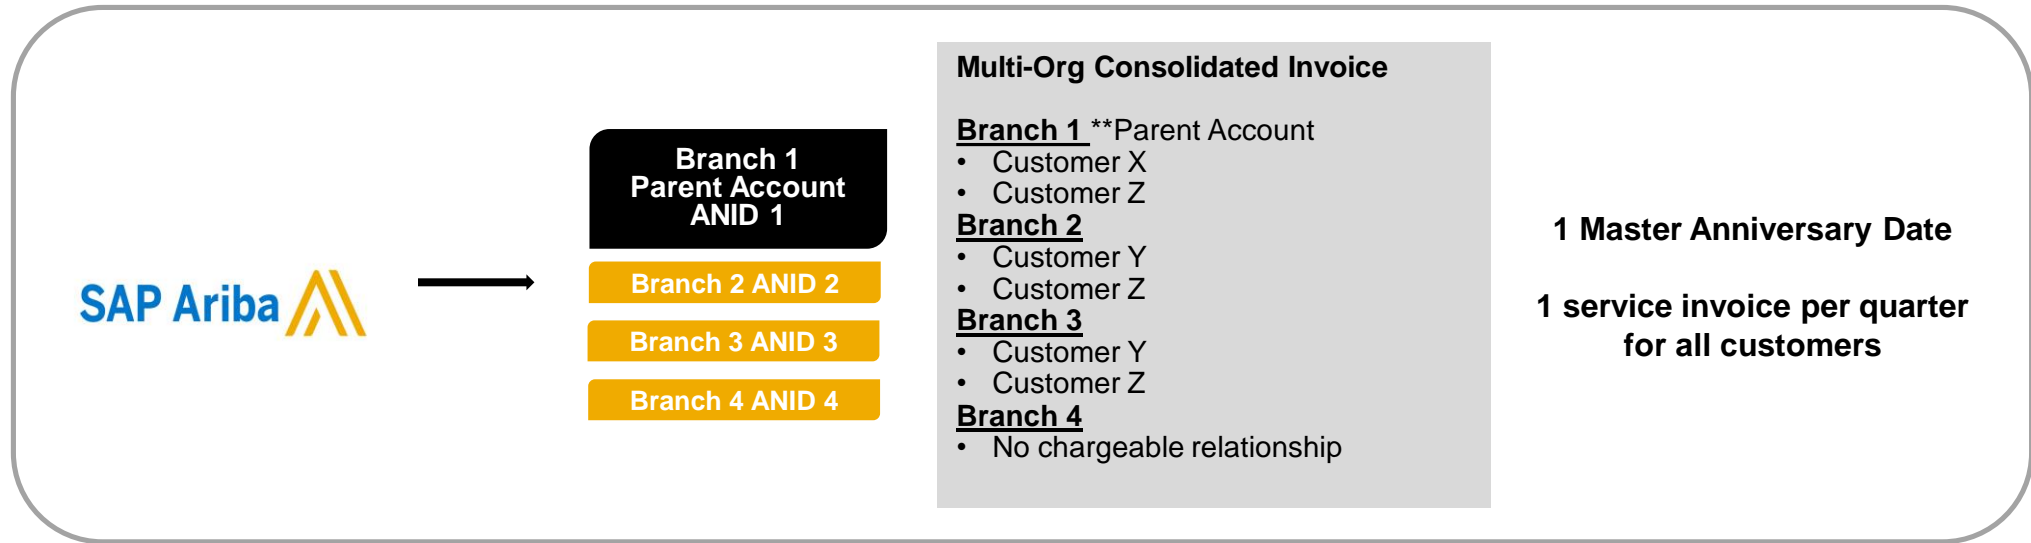 SAP Ariba
Branch 1
Parent Account
ANID 1
Branch 2 ANID 2
Branch 3 ANID 3
Branch 4 ANID 4
Multi-Org Consolidated Invoice
Branch 1 **Parent Account
• Customer X
• Customer Z
Branch 2
• Customer Y
• Customer Z
Branch 3
• Customer Y
• Customer Z
Branch 4
• No chargeable relationship
1 Master Anniversary Date
1 service invoice per quarter
for all customers